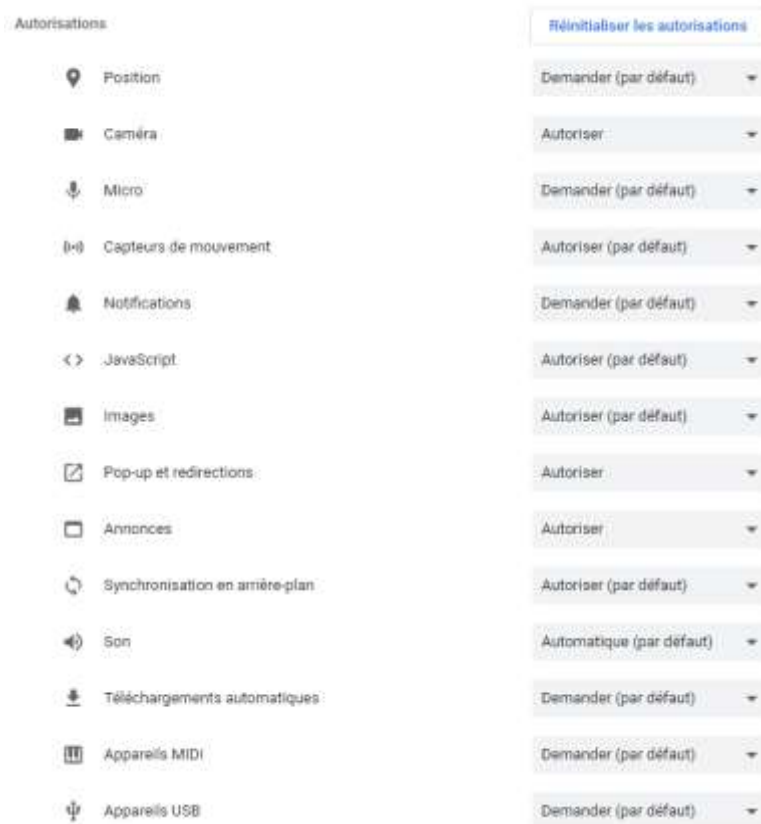 Autorisations Réinitialiser les autorisations
Position Demander (par défaut)
Caméra Autoriser
Micro Demander (par défaut)
Capteurs de mouvement Autoriser (par défaut)
Notifications Demander (par défaut)
JavaScript Autoriser (par défaut)
Images Autoriser (par défaut)
Pop-up et redirections Autoriser
Annonces Autoriser
Synchronisation en arrière-plan Autoriser (par défaut)
Son Automatique (par défaut)
Téléchargements automatiques Demander (par défaut)
Appareils MIDI Demander (par défaut)
Appareils USB Demander (par défaut)